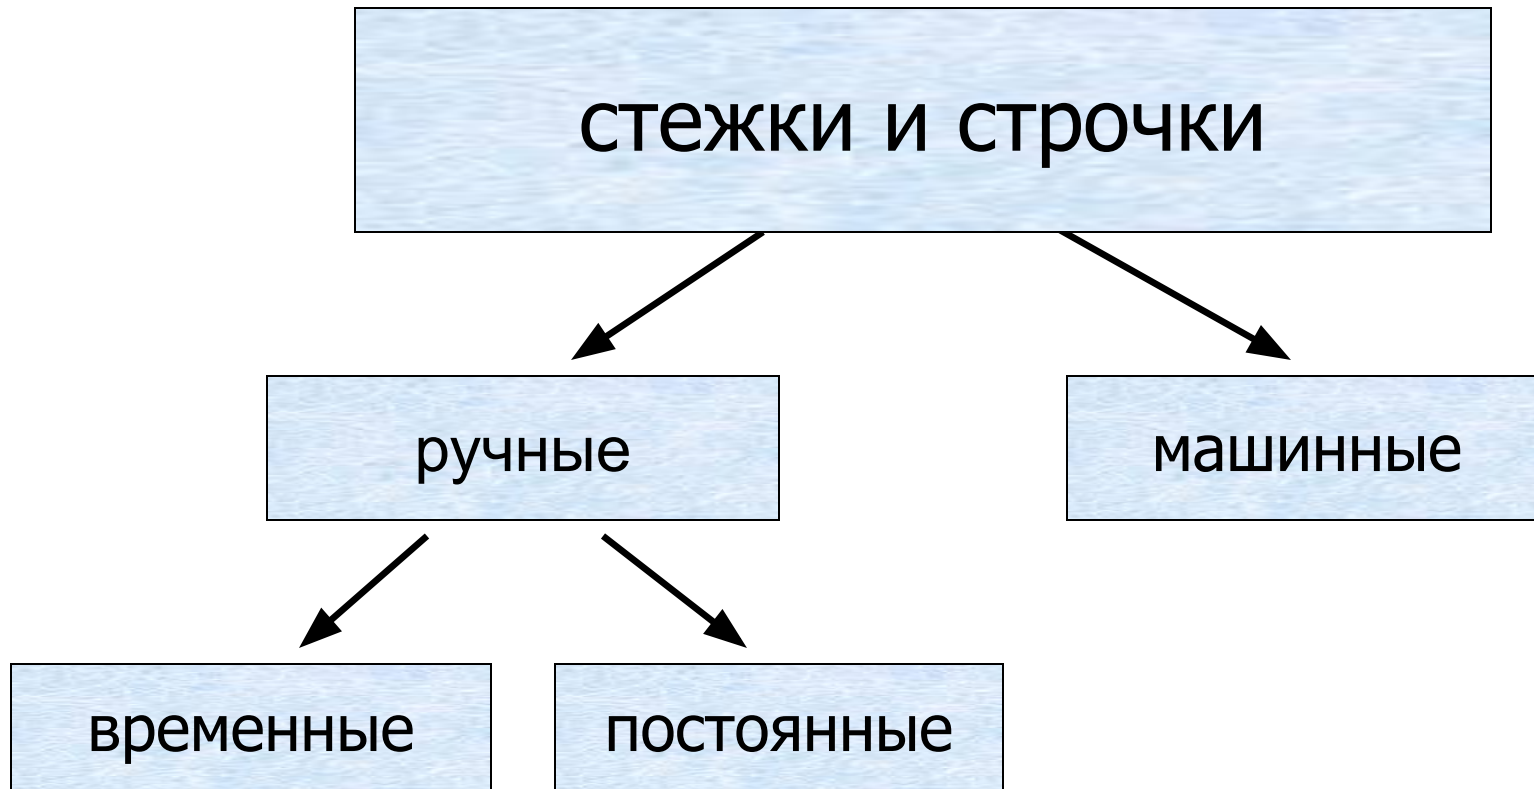 стежки и строчки
ручные
машинные
временные
постоянные